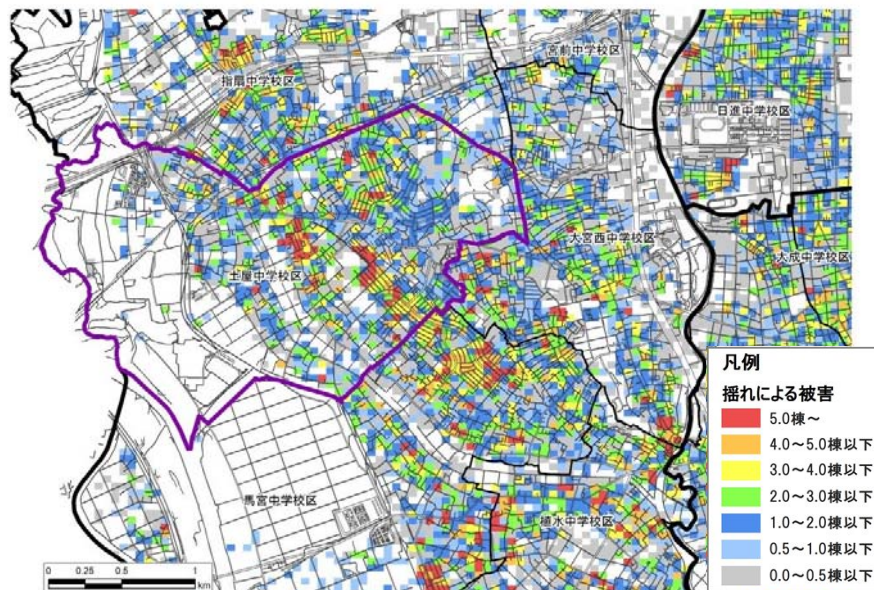 宮前中学校区
指扇中学校区
日進中学校区
大宮西中学校区
大成中学校区
土屋中学校区
馬宮中学校区
植水中学校区
凡例
揺れによる被害
5.0棟～
4.0～5.0棟以下
3.0～4.0棟以下
2.0～3.0棟以下
1.0～2.0棟以下
0.5～1.0棟以下
0.0～0.5棟以下
0 0.25 0.5 1
km